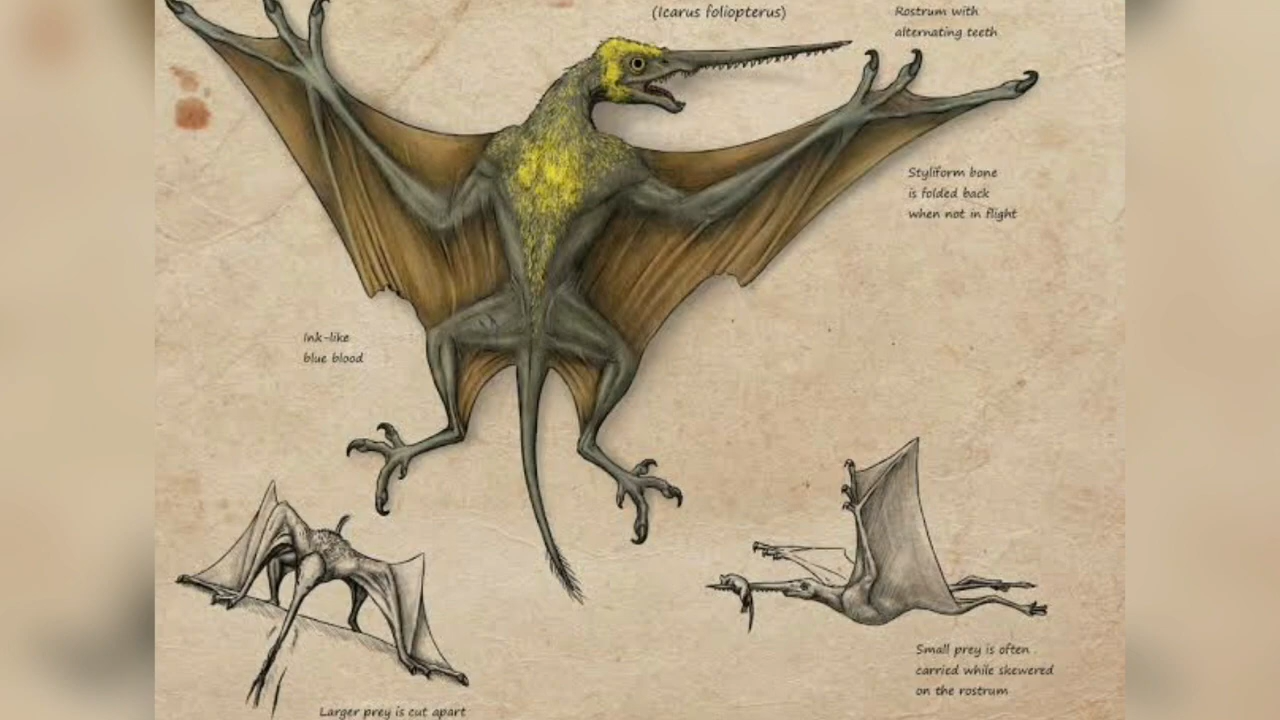 (Icarus foliopterus)
Rostrum with
alternating teeth
Styliform bone
is folded back
when not in flight
Ink-like
blue blood
Small prey is often
carried while skewered
on the rostrum
Larger prey is cut apart